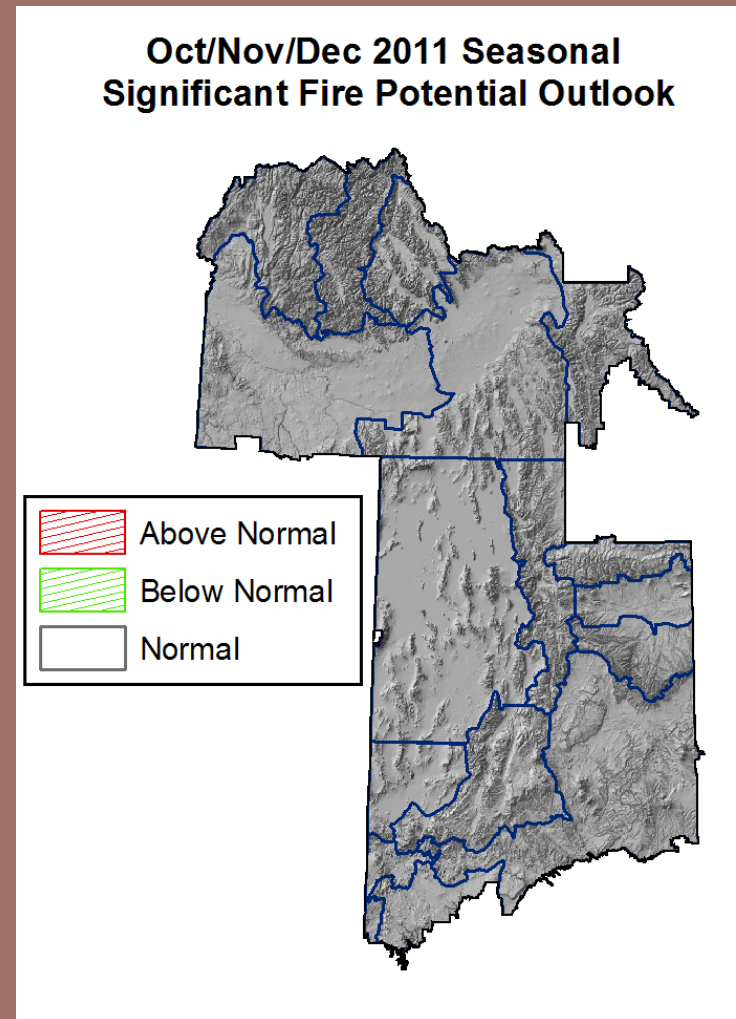 Oct/Nov/Dec 2011 Seasonal
Significant Fire Potential Outlook
Above Normal
Below Normal
Normal